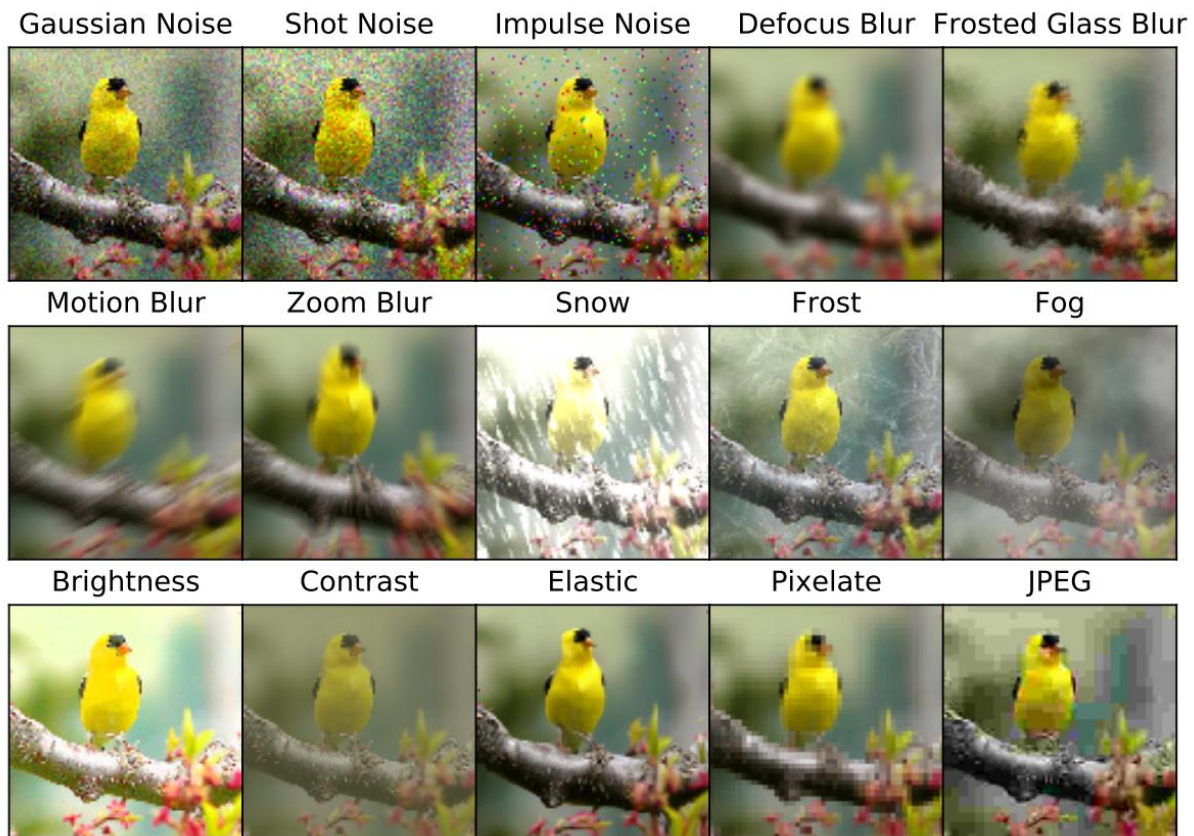 Gaussian Noise Shot Noise Impulse Noise Defocus Blur Frosted Glass Blur
Motion Blur Zoom Blur Snow Frost Fog
Brightness Contrast Elastic Pixelate JPEG